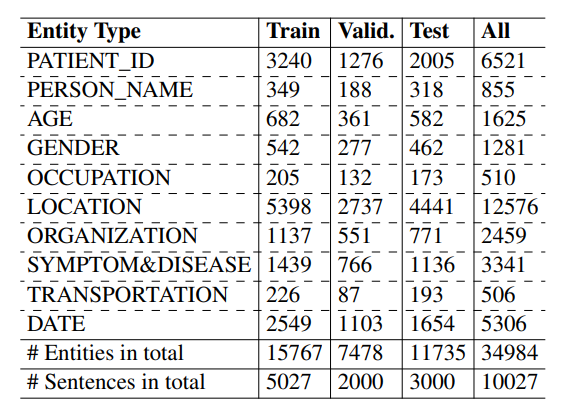 Entity Type Train Valid. Test All
PATIENT_ID 3240 1276 2005 6521
PERSON_NAME 349 188 318 855
AGE 682 361 582 1625
GENDER 542 277 462 1281
OCCUPATION 205 132 173 510
LOCATION 5398 2737 4441 12576
ORGANIZATION 1137 551 771 2459
SYMPTOM&DISEASE 1439 766 1136 3341
TRANSPORTATION 226 87 193 506
DATE 2549 1103 1654 5306
# Entities in total 15767 7478 11735 34984
# Sentences in total 5027 2000 3000 10027